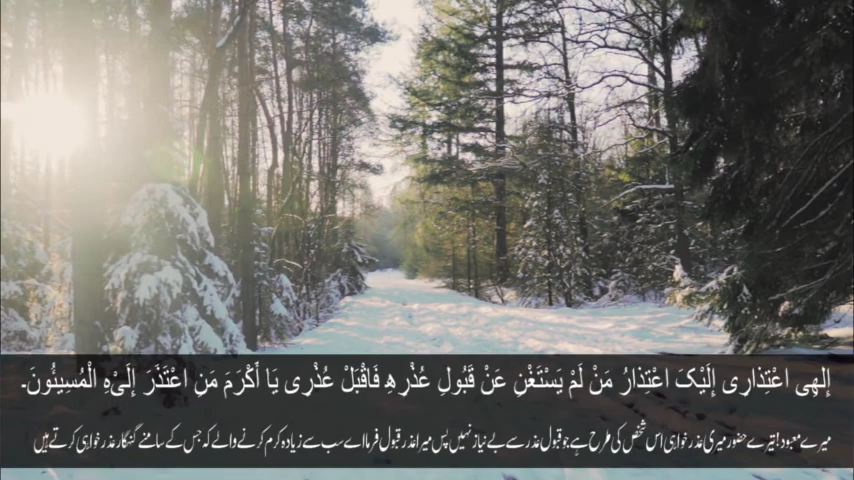 إِلٰهِى اعْتِذارِى إِلَيْكَ اعْتِذارُ مَنْ لَمْ يَسْتَغْنِ عَنْ قَبُولِ عُذْرِهِ فَاقْبَلْ عُذْرِى يَا أَكْرَمَ مَنِ اعْتَذَرَ إِلَيْهِ الْمُسِيئُونَ۔
میرے معبود! تیرے حضور میری عذر خواہی اس شخص کی طرح ہے جو قبول عذر سے بے نیاز نہیں پس میرا عذر قبول فرما اے سب سے زیادہ کرم کرنے والے کہ جس کے سامنے گنہگار عذر خواہی کرتے ہیں